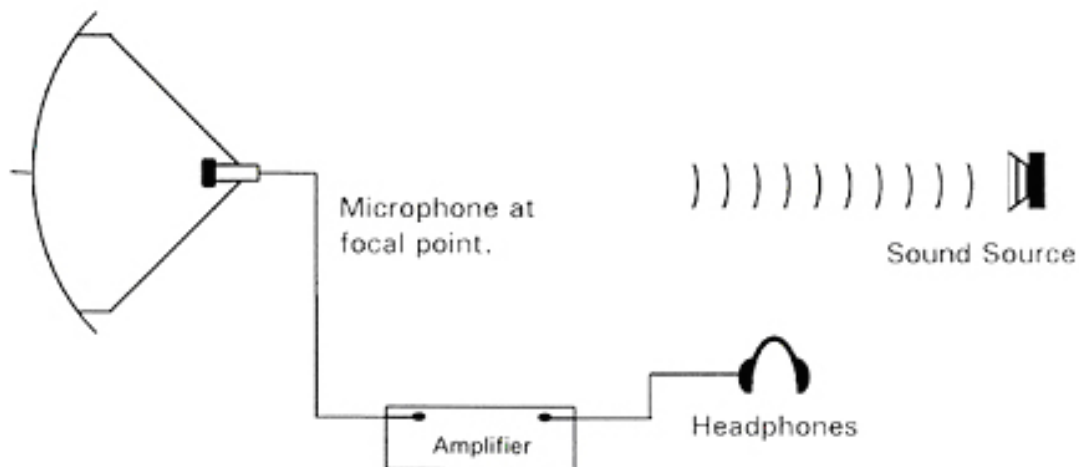 Microphone at
focal point.
Sound Source
Headphones
Amplifier